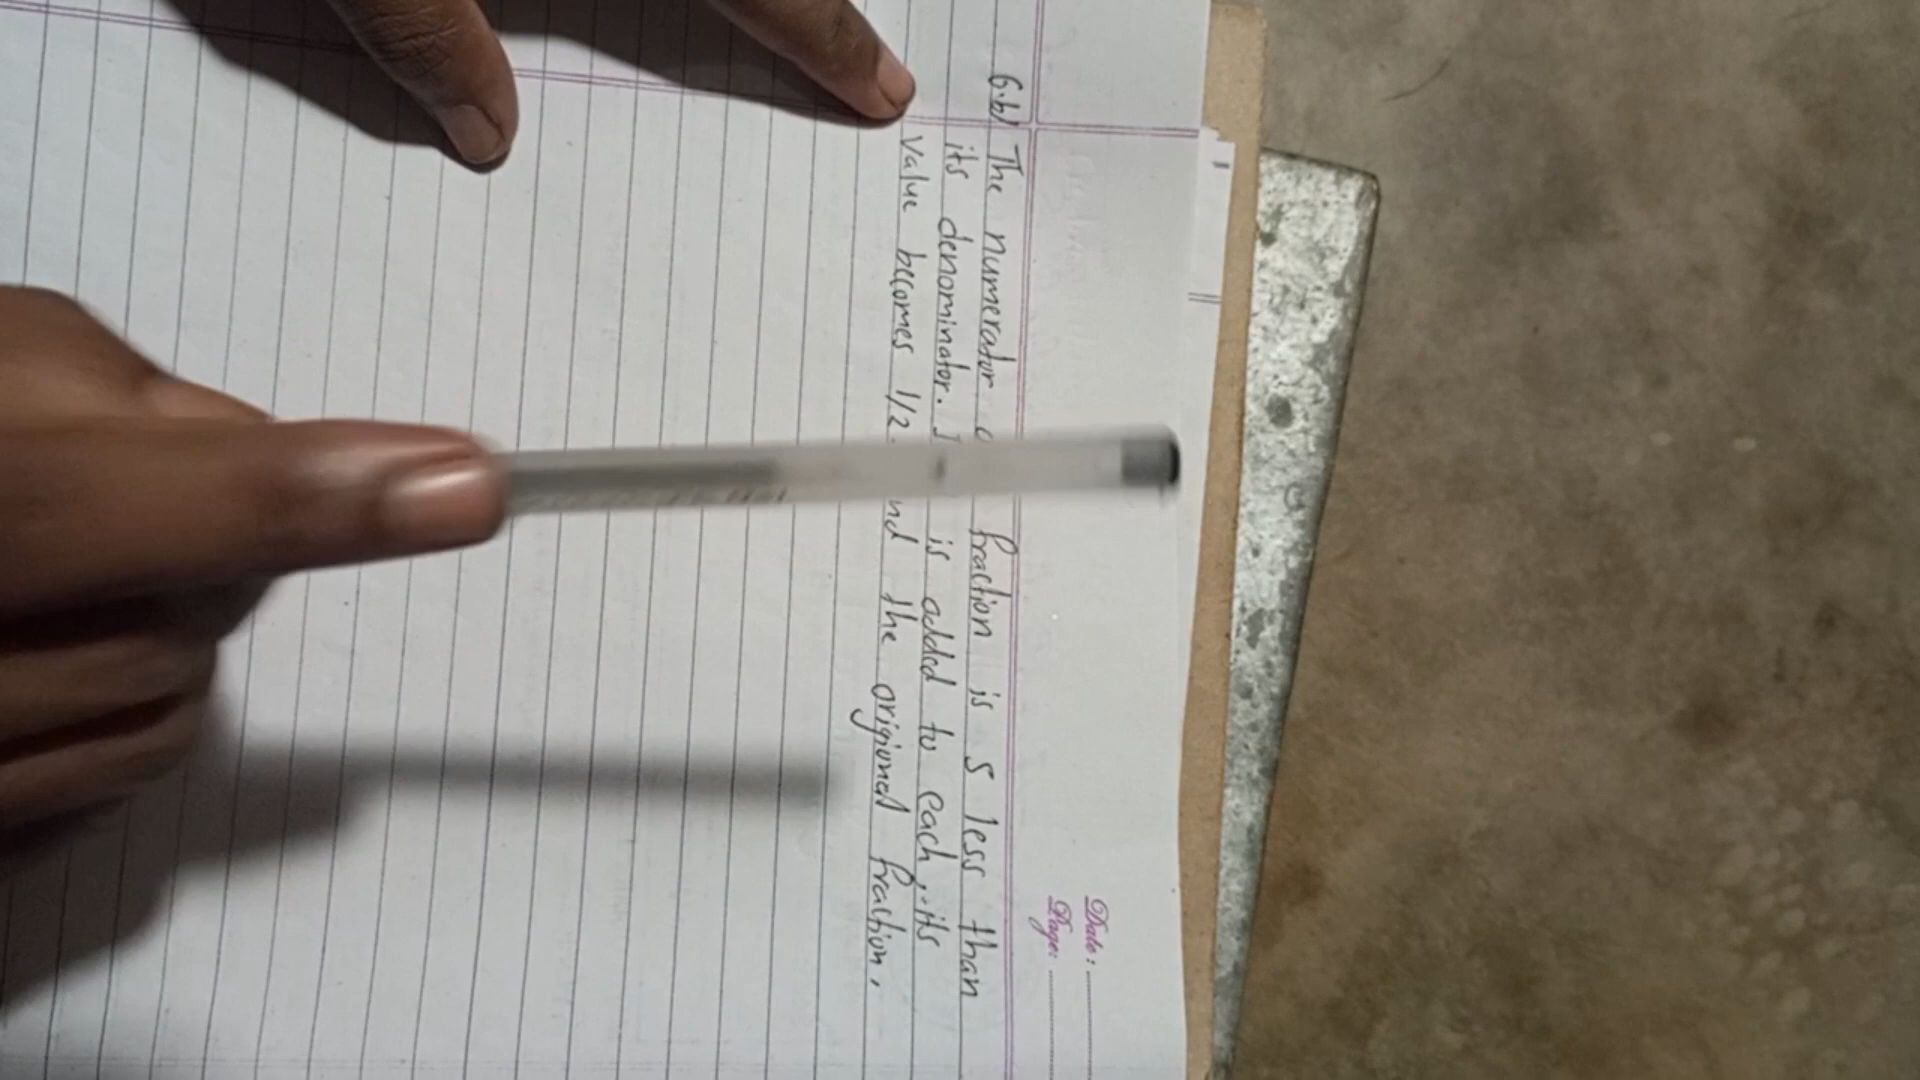 Date:
Page:
6.b) The numerator fraction is 5 less than
its denominator. is added to each, its
value becomes 1/2. the origional fraction.